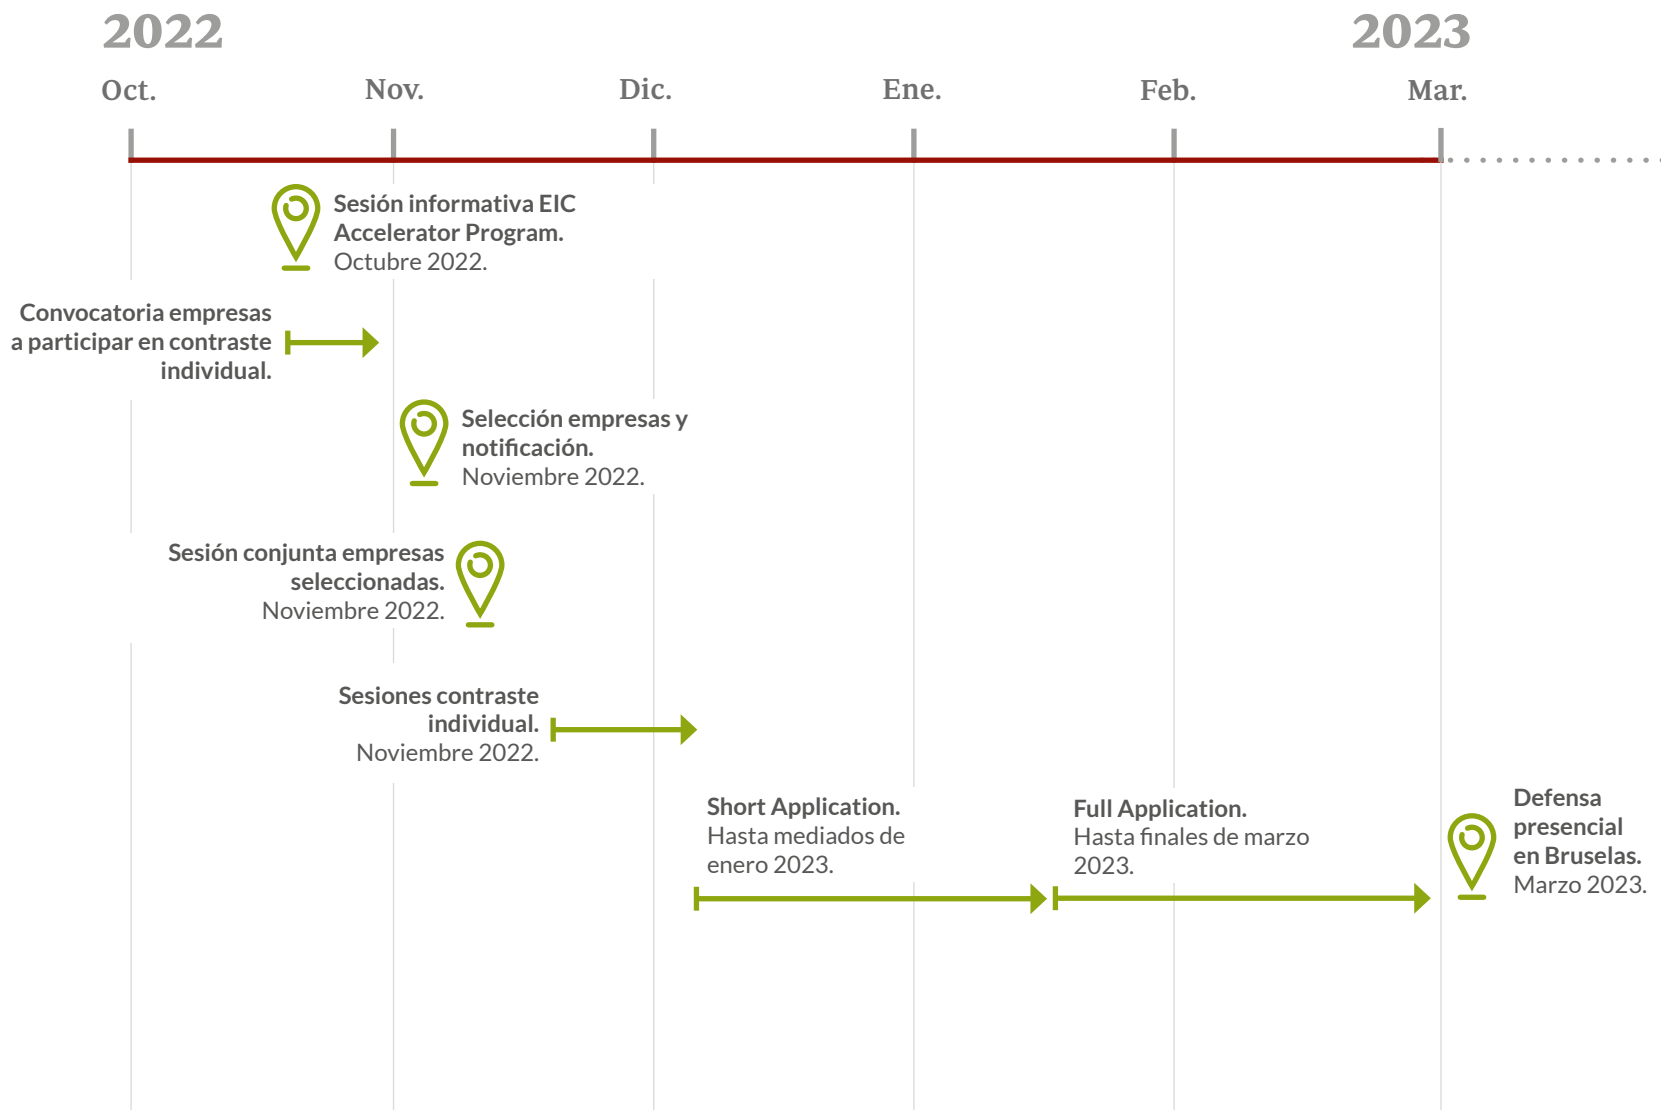 2022
2023
Oct.
Nov.
Dic.
Ene.
Feb.
Mar.
Sesión informativa EIC
Accelerator Program.
Octubre 2022.
Convocatoria empresas
a participar en contraste
individual.
Selección empresas y
notificación.
Noviembre 2022.
Sesión conjunta empresas
seleccionadas.
Noviembre 2022.
Sesiones contraste
individual.
Noviembre 2022.
Short Application.
Hasta mediados de
enero 2023.
Full Application.
Hasta finales de marzo
2023.
Defensa
presencial
en Bruselas.
Marzo 2023.